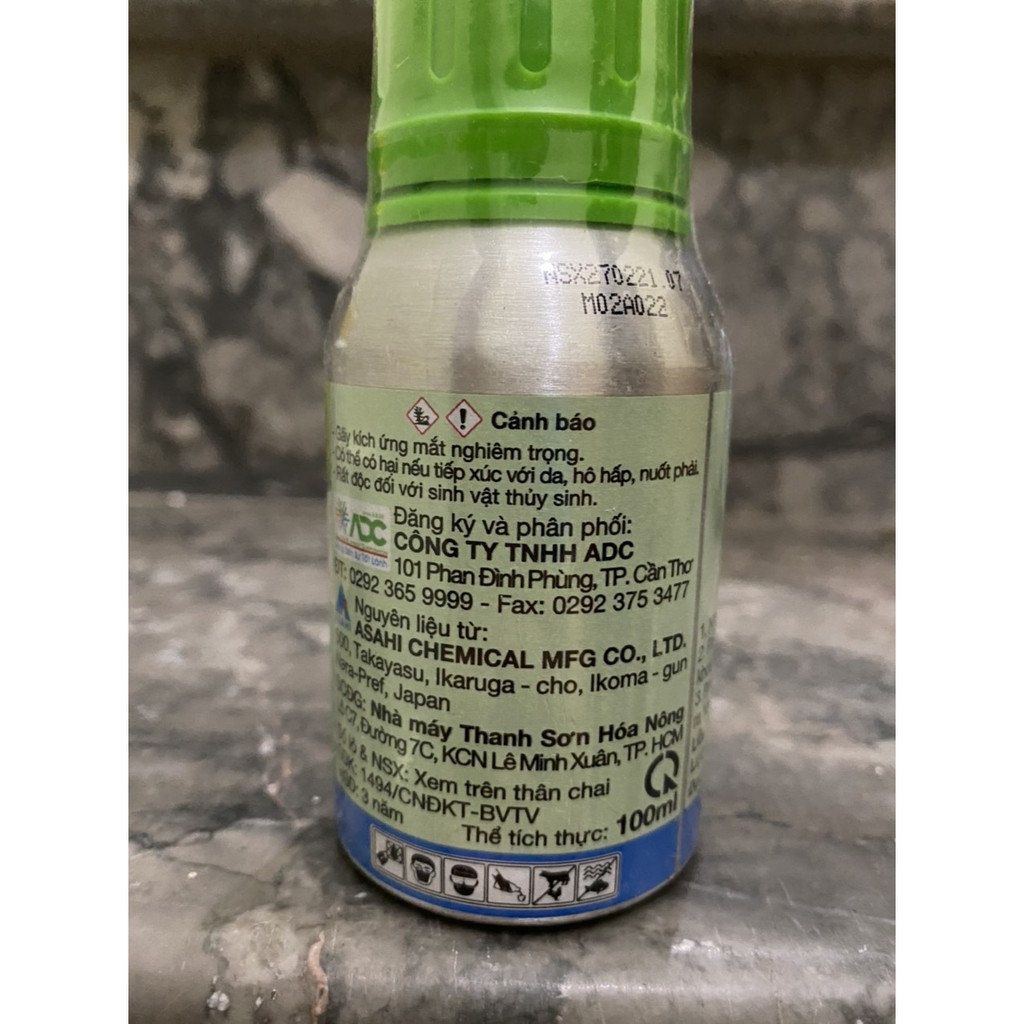 NSX270221.07
M02A022
Cảnh báo
- Gây kích ứng mắt nghiêm trọng.
- Có thể có hại nếu tiếp xúc với da, hô hấp, nuốt phải.
- Rất độc đối với sinh vật thủy sinh.
ADC
Đăng ký và phân phối:
CÔNG TY TNHH ADC
101 Phan Đình Phùng, TP. Cần Thơ
ĐT: 0292 365 9999 - Fax: 0292 375 3477
Nguyên liệu từ:
ASAHI CHEMICAL MFG CO., LTD.
Takayasu, Ikaruga - cho, Ikoma - gun
Nara-Pref, Japan
Nhà máy Thanh Sơn Hóa Nông
C7, Đường 7C, KCN Lê Minh Xuân, TP. HCM
Số lô & NSX: Xem trên thân chai
1494/CNĐKT-BVTV
HSD: 3 năm
Thể tích thực: 100ml